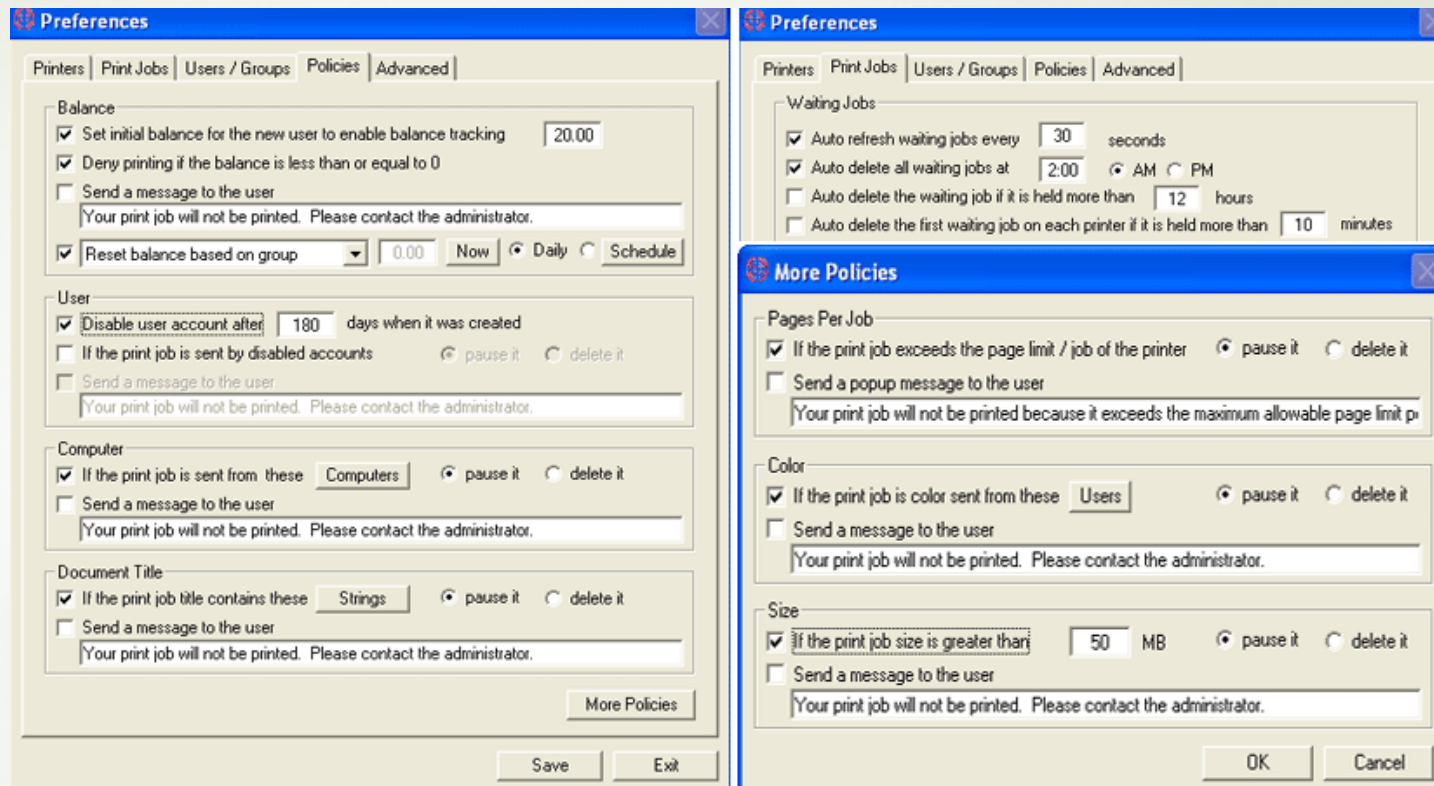 Preferences
Printers Print Jobs Users / Groups Policies Advanced
Balance
Set initial balance for the new user to enable balance tracking 20.00
Deny printing if the balance is less than or equal to 0
Send a message to the user
Your print job will not be printed. Please contact the administrator.
Reset balance based on group 0.00 Now Daily Schedule
User
Disable user account after 180 days when it was created
If the print job is sent by disabled accounts pause it delete it
Send a message to the user
Your print job will not be printed. Please contact the administrator.
Computer
If the print job is sent from these Computers pause it delete it
Send a message to the user
Your print job will not be printed. Please contact the administrator.
Document Title
If the print job title contains these Strings pause it delete it
Send a message to the user
Your print job will not be printed. Please contact the administrator.
More Policies
Save Exit
Preferences
Printers Print Jobs Users / Groups Policies Advanced
Waiting Jobs
Auto refresh waiting jobs every 30 seconds
Auto delete all waiting jobs at 2:00 AM PM
Auto delete the waiting job if it is held more than 12 hours
Auto delete the first waiting job on each printer if it is held more than 10 minutes
More Policies
Pages Per Job
If the print job exceeds the page limit / job of the printer pause it delete it
Send a popup message to the user
Your print job will not be printed because it exceeds the maximum allowable page limit p
Color
If the print job is color sent from these Users pause it delete it
Send a message to the user
Your print job will not be printed. Please contact the administrator.
Size
If the print job size is greater than 50 MB pause it delete it
Send a message to the user
Your print job will not be printed. Please contact the administrator.
OK Cancel